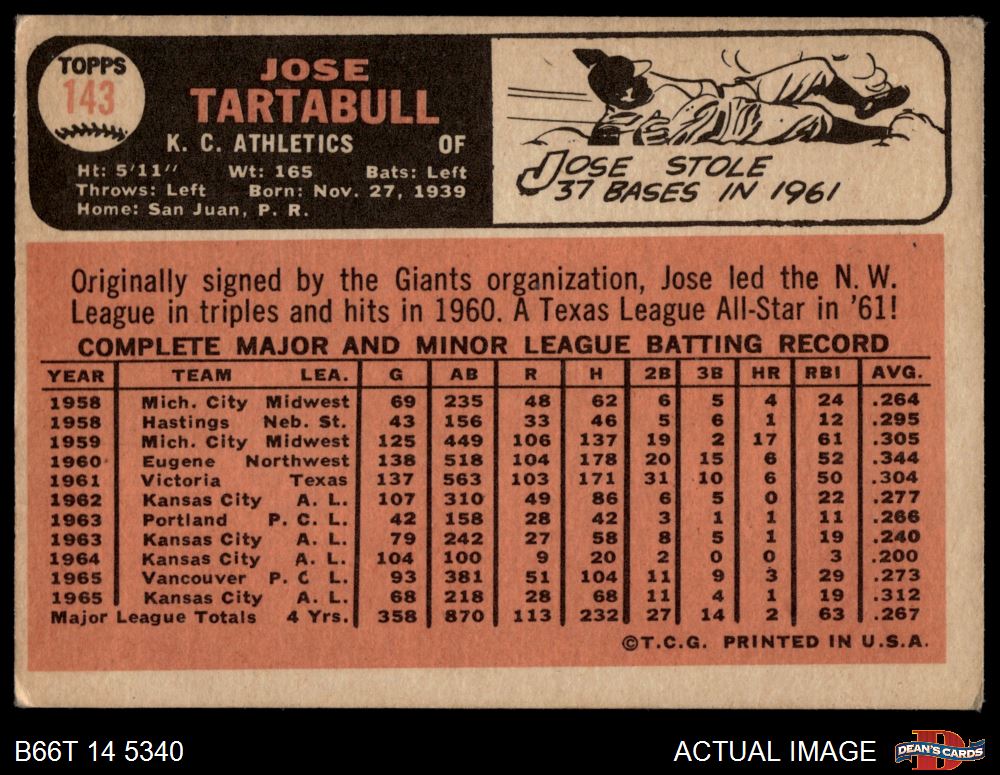 TOPPS
143
JOSE
TARTABULL
K. C. ATHLETICS OF
Ht: 5'11" Wt: 165 Bats: Left
Throws: Left Born: Nov. 27, 1939
Home: San Juan, P. R.
JOSE STOLE
37 BASES IN 1961
Originally signed by the Giants organization, Jose led the N. W.
League in triples and hits in 1960. A Texas League All-Star in '61!
COMPLETE MAJOR AND MINOR LEAGUE BATTING RECORD
YEAR TEAM LEA. G AB R H 2B 3B HR RBI AVG.
1958 Mich. City Midwest 69 235 48 62 6 5 4 24 .264
1958 Hastings Neb. St. 43 156 33 46 5 6 1 12 .295
1959 Mich. City Midwest 125 449 106 137 19 2 17 61 .305
1960 Eugene Northwest 138 518 104 178 20 15 6 52 .344
1961 Victoria Texas 137 563 103 171 31 10 6 50 .304
1962 Kansas City A. L. 107 310 49 86 6 5 0 22 .277
1963 Portland P. C. L. 42 158 28 42 3 1 1 11 .266
1963 Kansas City A. L. 79 242 27 58 8 5 1 19 .240
1964 Kansas City A. L. 104 100 9 20 2 0 0 3 .200
1965 Vancouver P. C L. 93 381 51 104 11 9 3 29 .273
1965 Kansas City A. L. 68 218 28 68 11 4 1 19 .312
Major League Totals 4 Yrs. 358 870 113 232 27 14 2 63 .267
©T.C.G. PRINTED IN U.S.A.
B66T 14 5340 ACTUAL IMAGE
DEAN'S CARDS